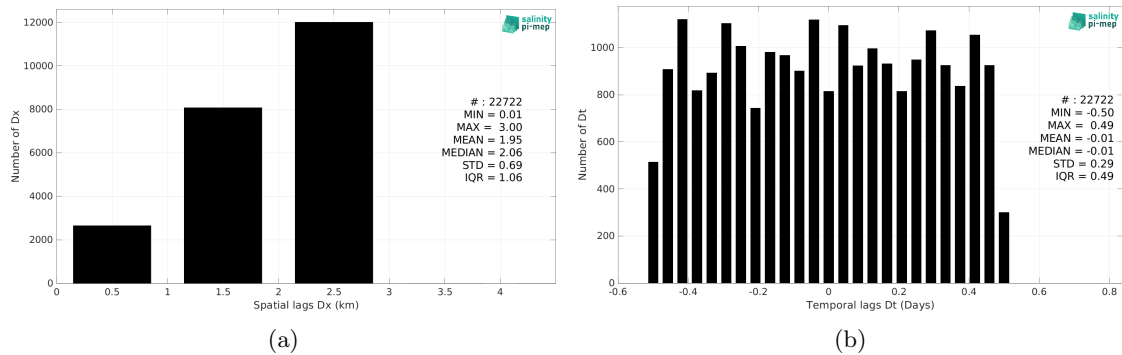 12000
10000
8000
6000
4000
2000
0
0 0.5 1 1.5 2 2.5 3 3.5 4
Number of Dx
Spatial lags Dx (km)
salinity
pi-mep
# : 22722
MIN = 0.01
MAX = 3.00
MEAN = 1.95
MEDIAN = 2.06
STD = 0.69
IQR = 1.06
(a)
1000
800
600
400
200
0
-0.6 -0.4 -0.2 0 0.2 0.4 0.6 0.8
Number of Dt
Temporal lags Dt (Days)
salinity
pi-mep
# : 22722
MIN = -0.50
MAX = 0.49
MEAN = -0.01
MEDIAN = -0.01
STD = 0.29
IQR = 0.49
(b)